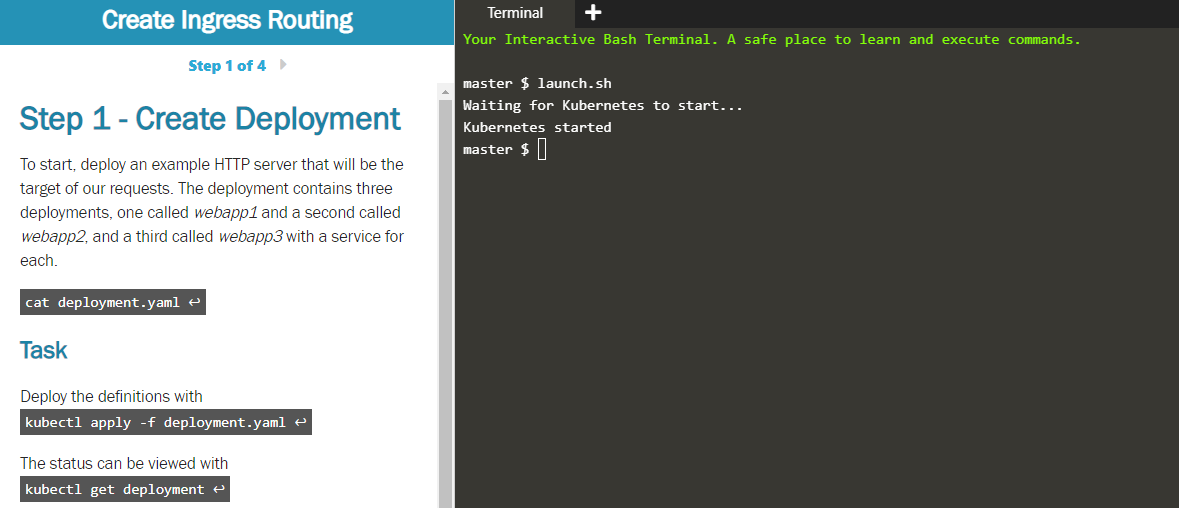 Create Ingress Routing
Step 1 of 4
Step 1 - Create Deployment
To start, deploy an example HTTP server that will be the
target of our requests. The deployment contains three
deployments, one called webapp1 and a second called
webapp2, and a third called webapp3 with a service for
each.
cat deployment.yaml ↩
Task
Deploy the definitions with
kubectl apply -f deployment.yaml ↩
The status can be viewed with
kubectl get deployment ↩
Terminal +
Your Interactive Bash Terminal. A safe place to learn and execute commands.
master $ launch.sh
Waiting for Kubernetes to start...
Kubernetes started
master $